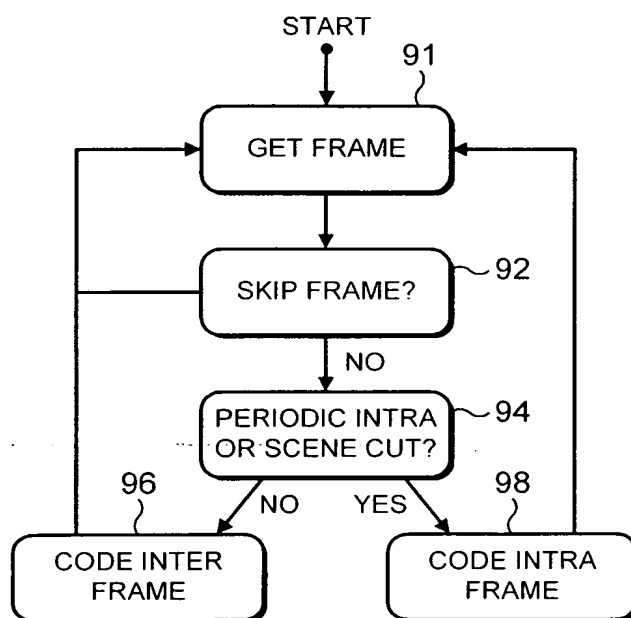 START
91
GET FRAME
92
SKIP FRAME?
NO
94
PERIODIC INTRA
OR SCENE CUT?
96
NO
YES
98
CODE INTER
FRAME
CODE INTRA
FRAME